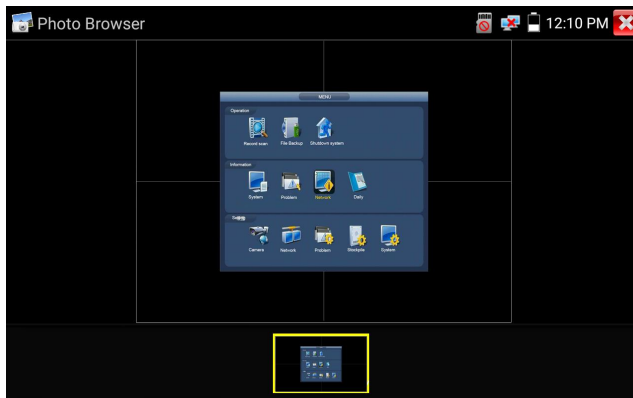 Photo Browser
12:10 PM
MENU
Operation
Record scan File Backup Shutdown system
Information
System Problem Network Daily
Camera Network Problem Stockpile System